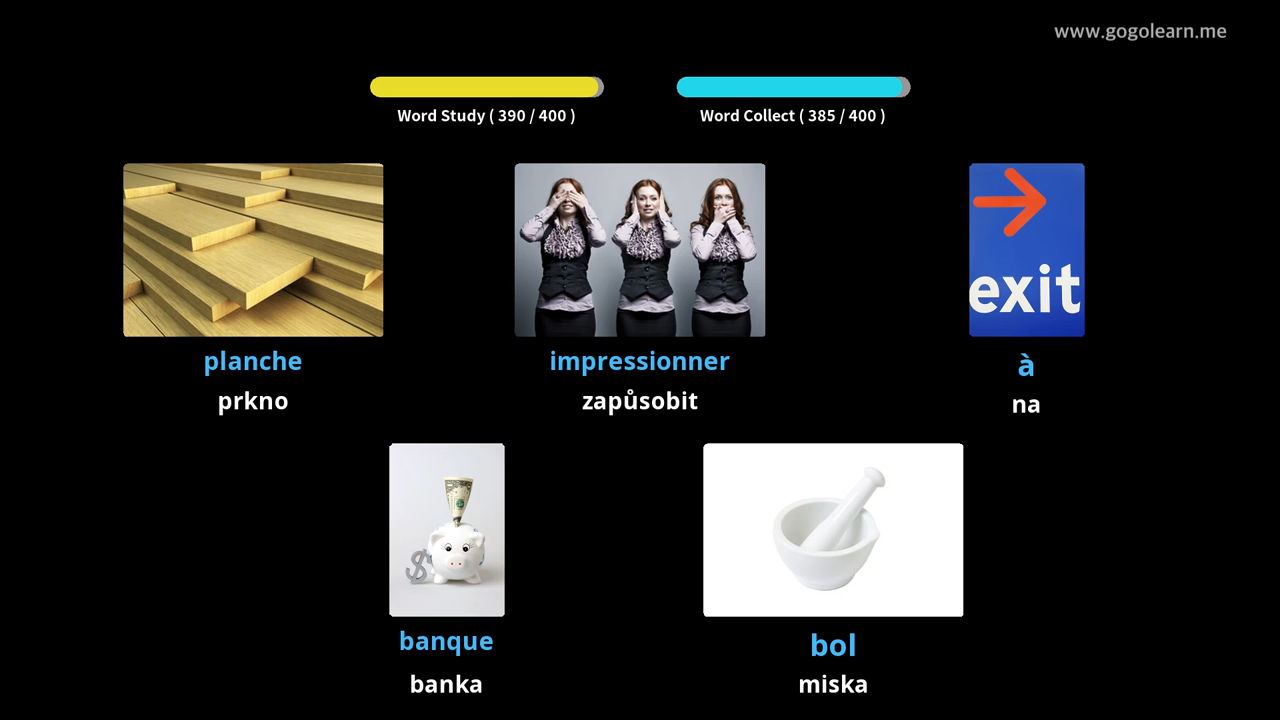 www.gogolearn.me
Word Study ( 390 / 400 )
Word Collect ( 385 / 400 )
exit
planche
prkno
impressionner
zapůsobit
à
na
$
banque
banka
bol
miska